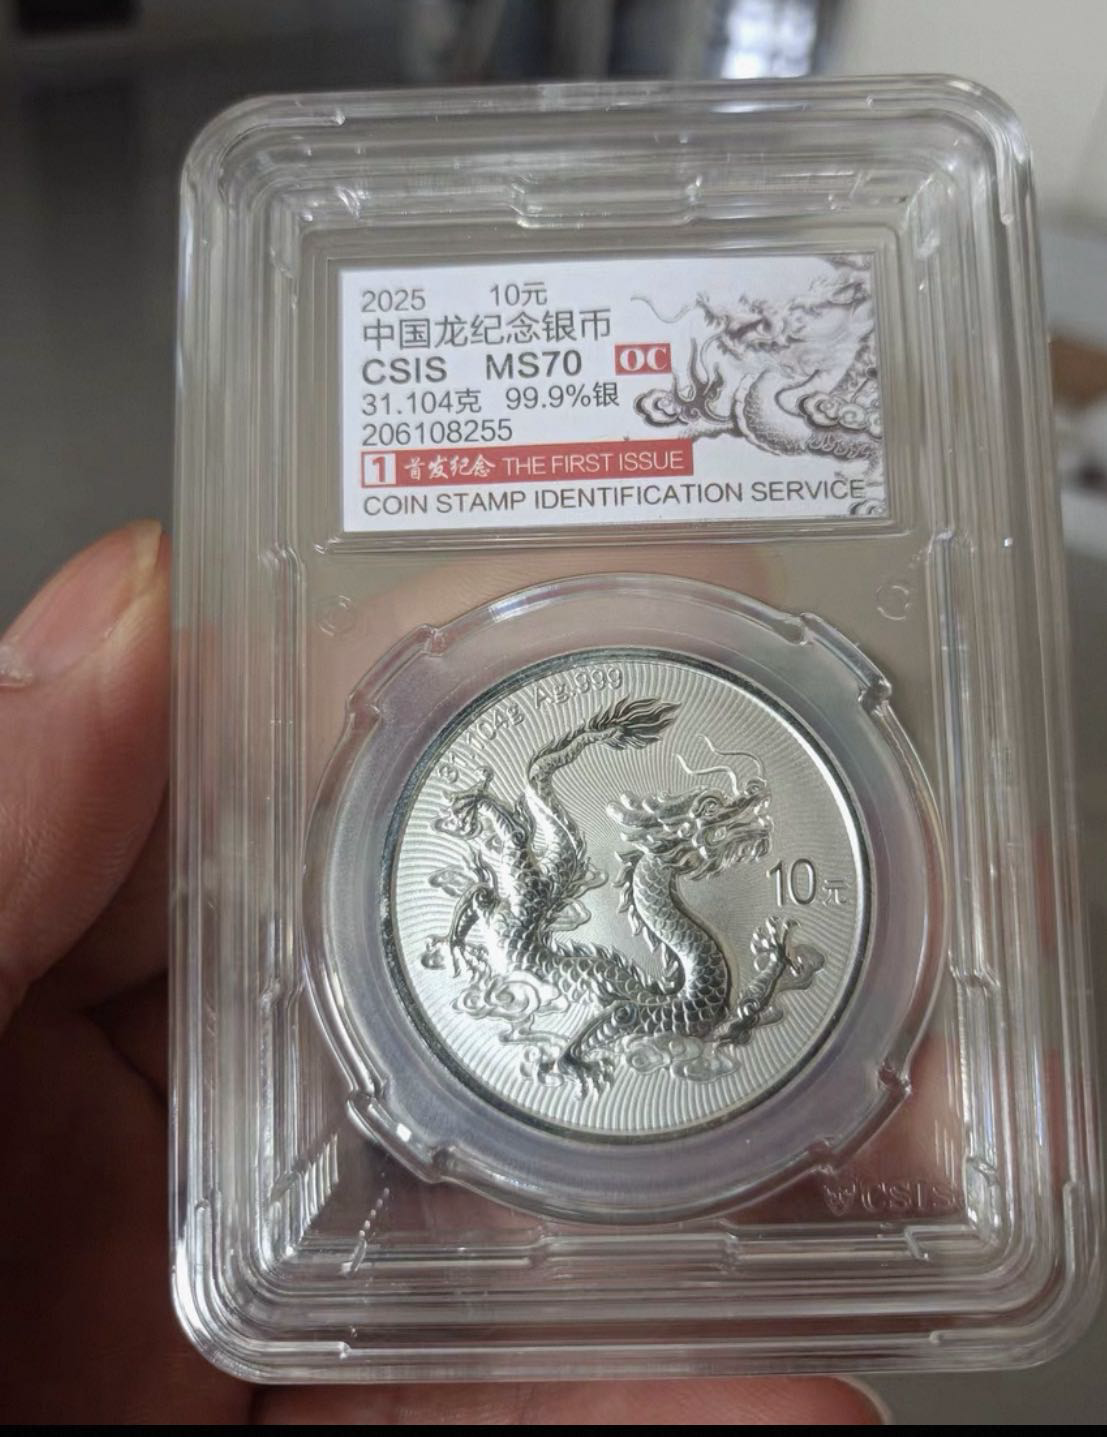 2025 10元
中国龙纪念银币
CSIS MS70 OC
31.104克 99.9%银
206108255
1 首发纪念 THE FIRST ISSUE
COIN STAMP IDENTIFICATION SERVICE
31.104g Ag.999
10元
CSIS